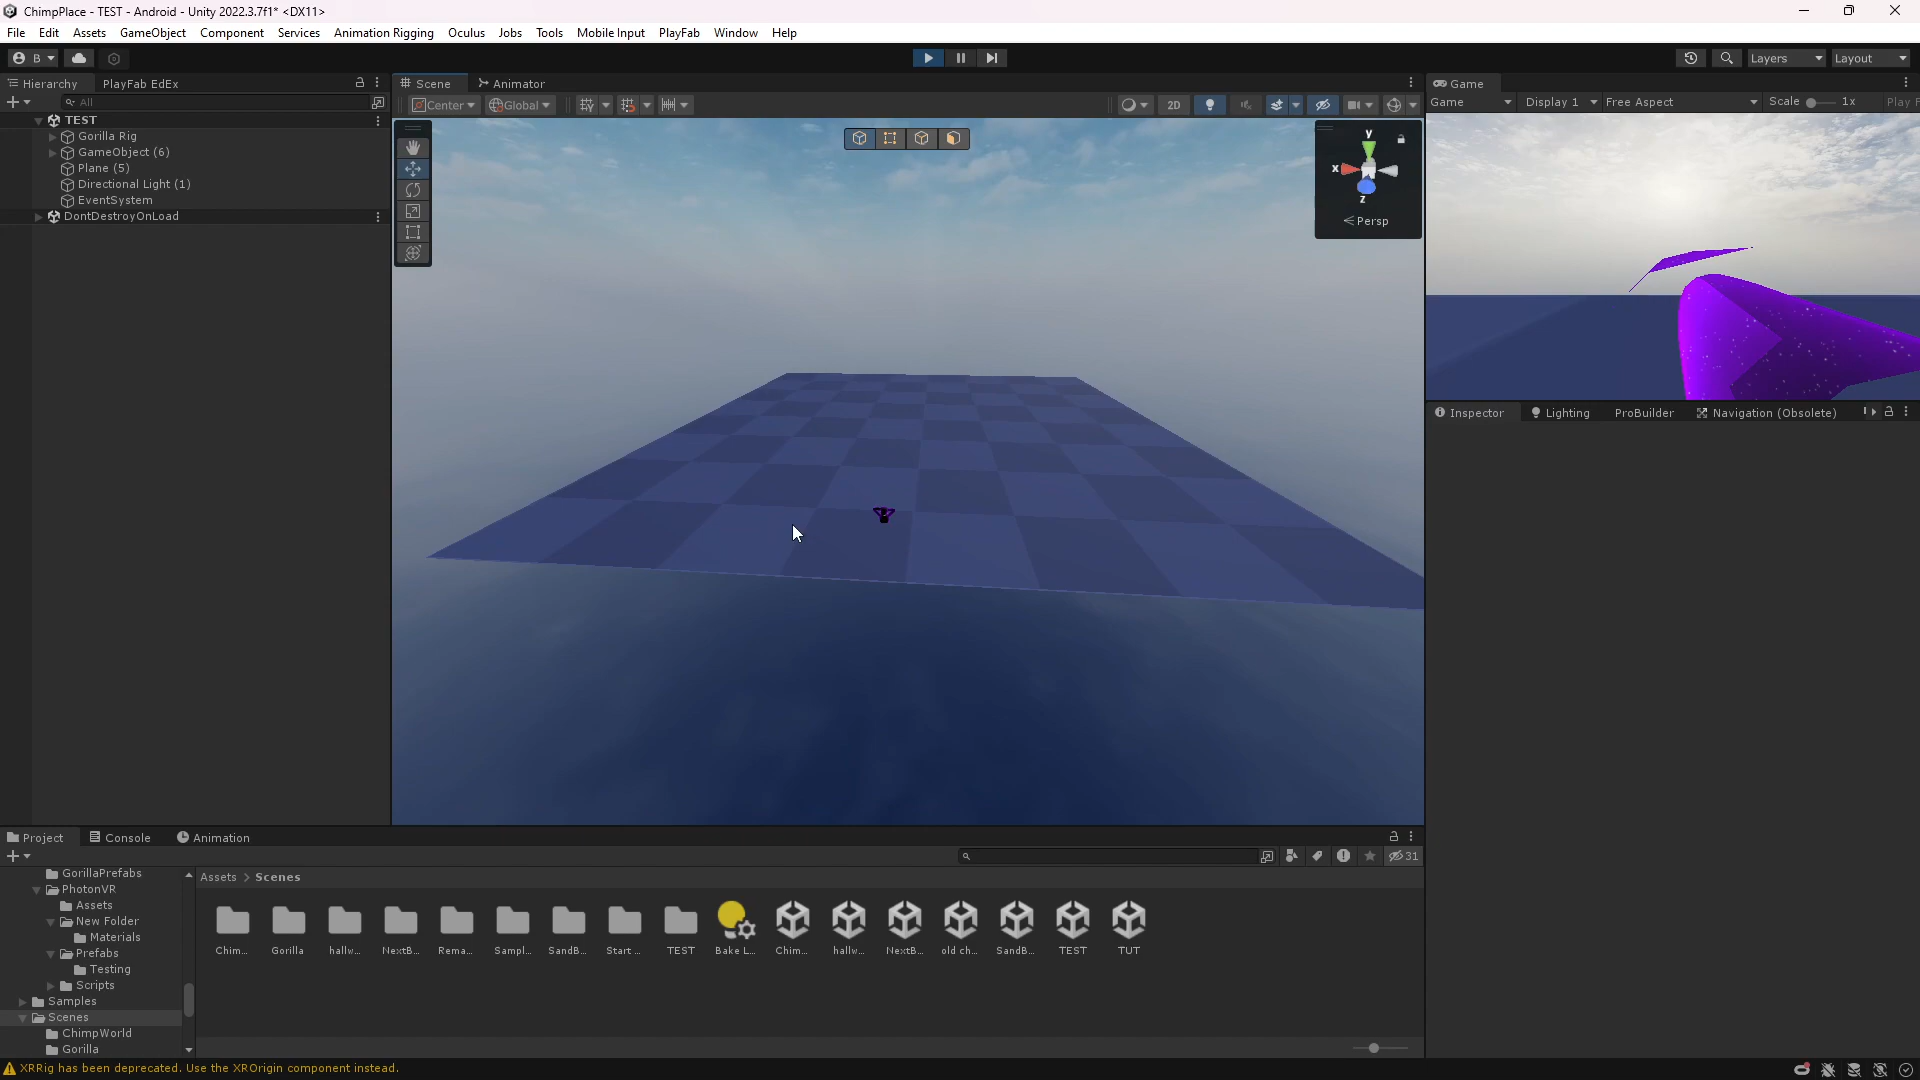 ChimpPlace - TEST - Android - Unity 2022.3.7f1* <DX11>
File Edit Assets GameObject Component Services Animation Rigging Oculus Jobs Tools Mobile Input PlayFab Window Help
B Layers Layout
Hierarchy PlayFab EdEx Scene Animator Game
All Center Global 2D Game Display 1 Free Aspect Scale 1x Play F
TEST
Gorilla Rig
GameObject (6)
Plane (5)
Directional Light (1)
EventSystem
DontDestroyOnLoad
y
x
z
Persp
Inspector Lighting ProBuilder Navigation (Obsolete)
Project Console Animation
31
GorillaPrefabs
PhotonVR
Assets
New Folder
Materials
Prefabs
Testing
Scripts
Samples
Scenes
ChimpWorld
Gorilla
Assets > Scenes
Chim... Gorilla hallw... NextB... Rema... Sampl... SandB... Start ... TEST Bake L... Chim... hallw... NextB... old ch... SandB... TEST TUT
XRRig has been deprecated. Use the XROrigin component instead.